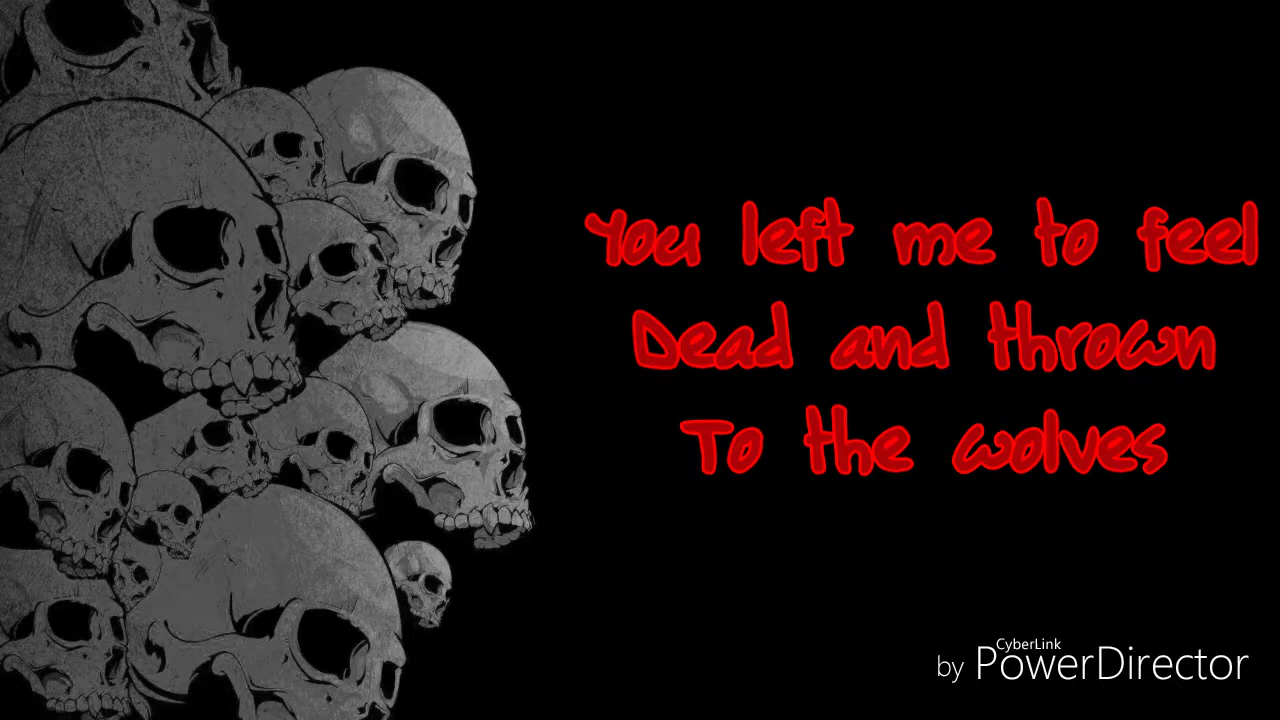 You left me to feel
Dead and thrown
To the wolves
CyberLink
by PowerDirector